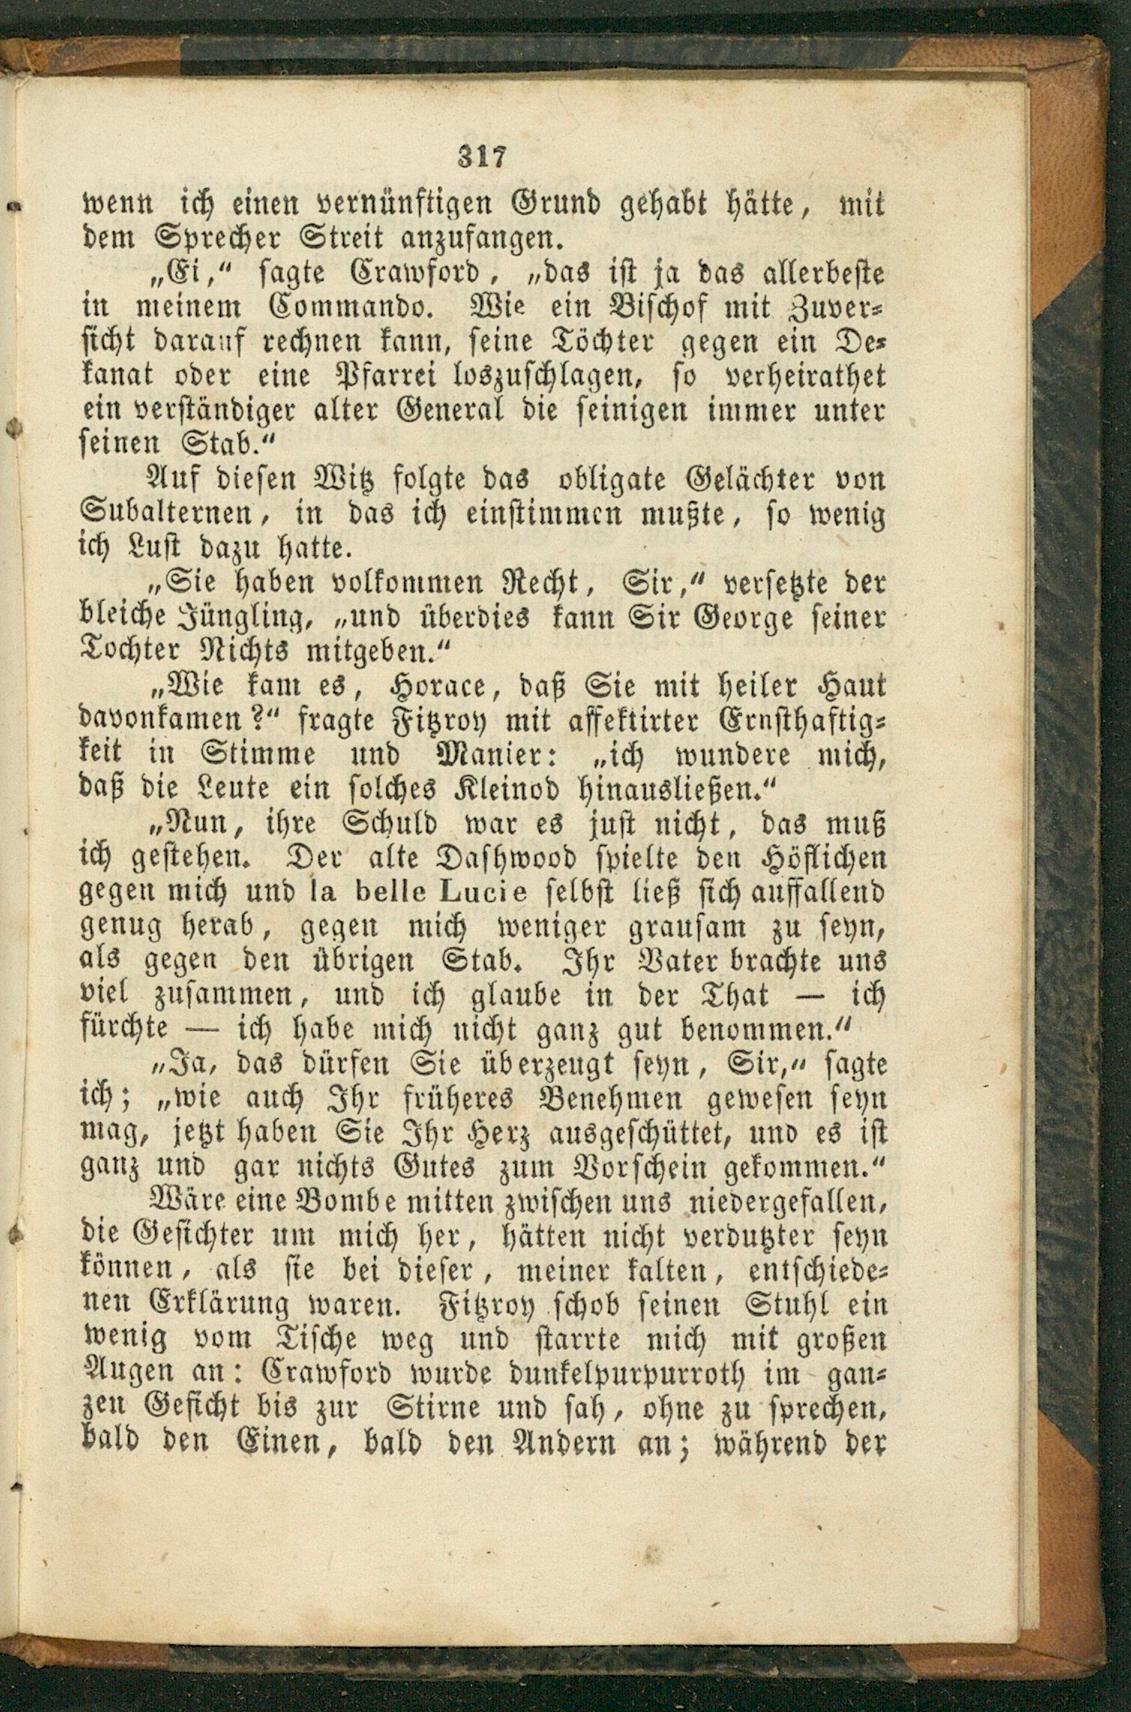 317
wenn ich einen vernünftigen Grund gehabt hätte, mit
dem Sprecher Streit anzufangen.
„Ei,“ sagte Crawford, „das ist ja das allerbeste
in meinem Commando. Wie ein Bischof mit Zuver-
sicht darauf rechnen kann, seine Töchter gegen ein De-
kanat oder eine Pfarrei loszuschlagen, so verheirathet
ein verständiger alter General die seinigen immer unter
seinen Stab.“
Auf diesen Witz folgte das obligate Gelächter von
Subalternen, in das ich einstimmen mußte, so wenig
ich Lust dazu hatte.
„Sie haben volkommen Recht, Sir,“ versetzte der
bleiche Jüngling, „und überdies kann Sir George seiner
Tochter Nichts mitgeben.“
„Wie kam es, Horace, daß Sie mit heiler Haut
davonkamen?“ fragte Fitzroy mit affektirter Ernsthaftig-
keit in Stimme und Manier: „ich wundere mich,
daß die Leute ein solches Kleinod hinausließen.“
„Nun, ihre Schuld war es just nicht, das muß
ich gestehen. Der alte Dashwood spielte den Höflichen
gegen mich und la belle Lucie selbst ließ sich auffallend
genug herab, gegen mich weniger grausam zu seyn,
als gegen den übrigen Stab. Ihr Vater brachte uns
viel zusammen, und ich glaube in der That — ich
fürchte — ich habe mich nicht ganz gut benommen.“
„Ja, das dürfen Sie überzeugt seyn, Sir,“ sagte
ich; „wie auch Ihr früheres Benehmen gewesen seyn
mag, jetzt haben Sie Ihr Herz ausgeschüttet, und es ist
ganz und gar nichts Gutes zum Vorschein gekommen.“
Wäre eine Bombe mitten zwischen uns niedergefallen,
die Gesichter um mich her, hätten nicht verdutzter seyn
können, als sie bei dieser, meiner kalten, entschiede-
nen Erklärung waren. Fitzroy schob seinen Stuhl ein
wenig vom Tische weg und starrte mich mit großen
Augen an: Crawford wurde dunkelpurpurroth im gan-
zen Gesicht bis zur Stirne und sah, ohne zu sprechen,
bald den Einen, bald den Andern an; während der